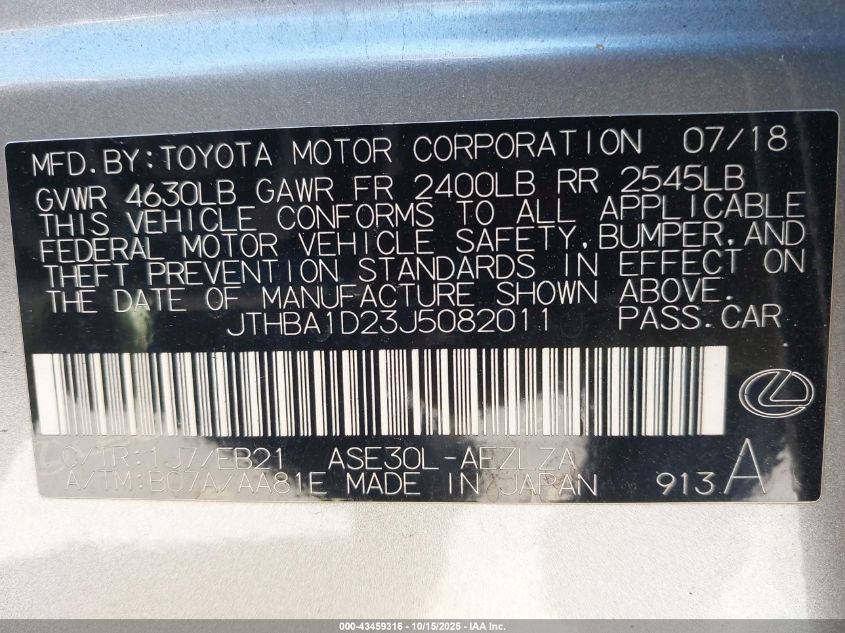 MFD. BY: TOYOTA MOTOR CORPORATION 07/18
GVWR 4630LB GAWR FR 2400LB RR 2545LB
THIS VEHICLE CONFORMS TO ALL APPLICABLE
FEDERAL MOTOR VEHICLE SAFETY, BUMPER, AND
THEFT PREVENTION STANDARDS IN EFFECT ON
THE DATE OF MANUFACTURE SHOWN ABOVE.
JTHBA1D23J5082011 PASS. CAR
C/TR: 1J7/EB21 ASE30L-AEZLZA
A/TM: B07A/AA81E MADE IN JAPAN 913 A
000-43459316 - 10/15/2025 - IAA Inc.